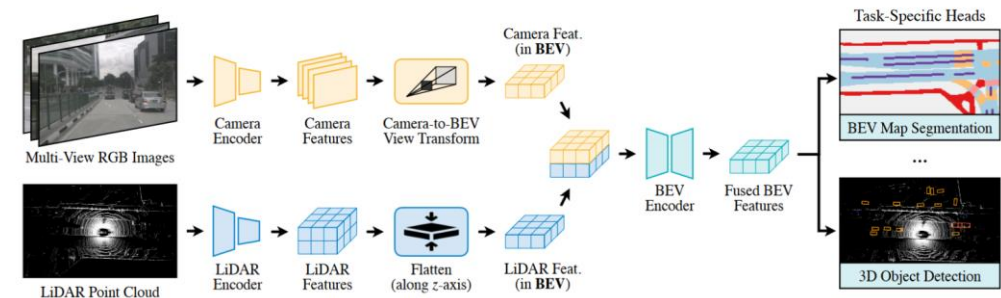 Multi-View RGB Images
Camera
Encoder
Camera
Features
Camera-to-BEV
View Transform
Camera Feat.
(in BEV)
LiDAR Point Cloud
LiDAR
Encoder
LiDAR
Features
Flatten
(along z-axis)
LiDAR Feat.
(in BEV)
BEV
Encoder
Fused BEV
Features
Task-Specific Heads
BEV Map Segmentation
...
3D Object Detection